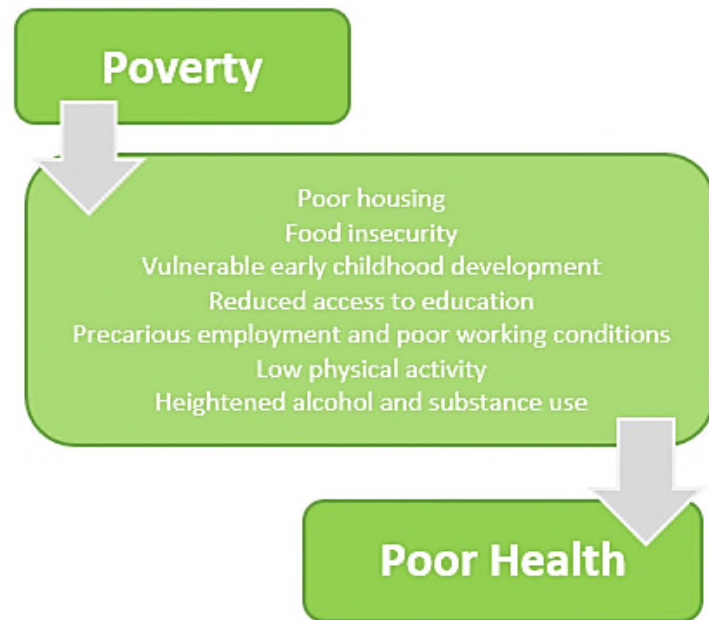 Poverty
Poor housing
Food insecurity
Vulnerable early childhood development
Reduced access to education
Precarious employment and poor working conditions
Low physical activity
Heightened alcohol and substance use
Poor Health